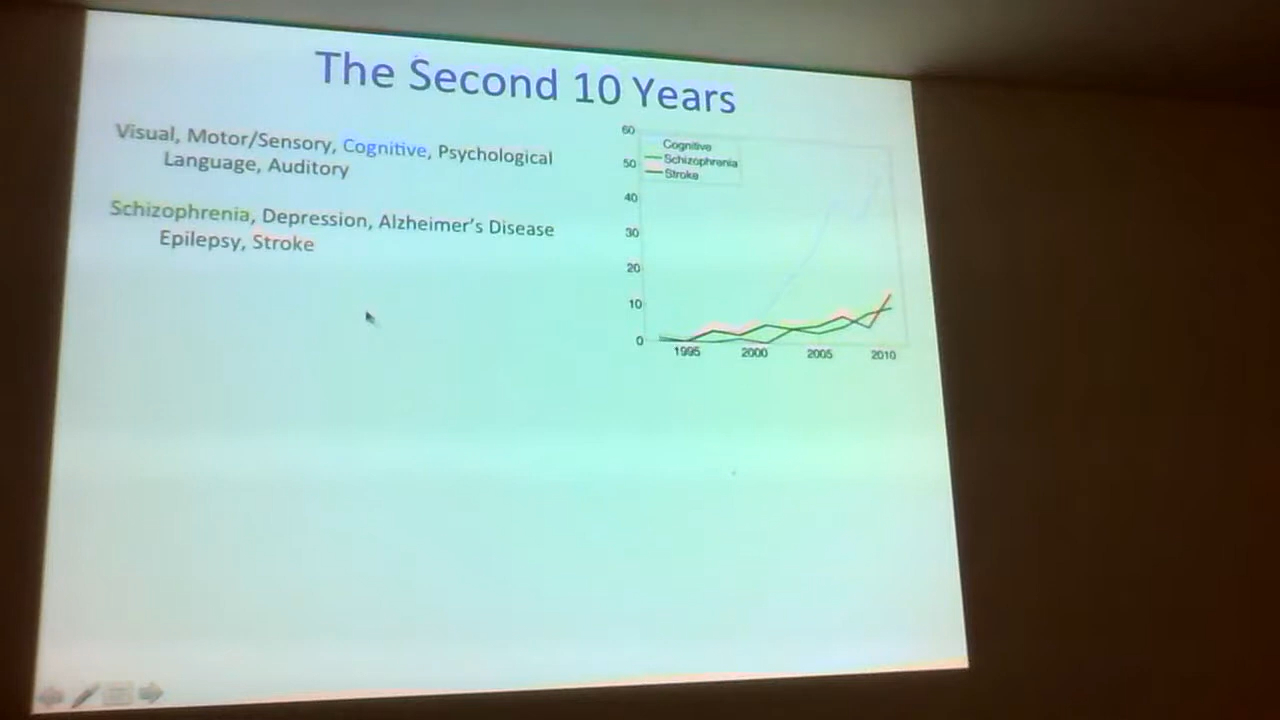 The Second 10 Years
Visual, Motor/Sensory, Cognitive, Psychological
Language, Auditory
Schizophrenia, Depression, Alzheimer's Disease
Epilepsy, Stroke
60
50
40
30
20
10
0
Cognitive
Schizophrenia
Stroke
1995 2000 2005 2010